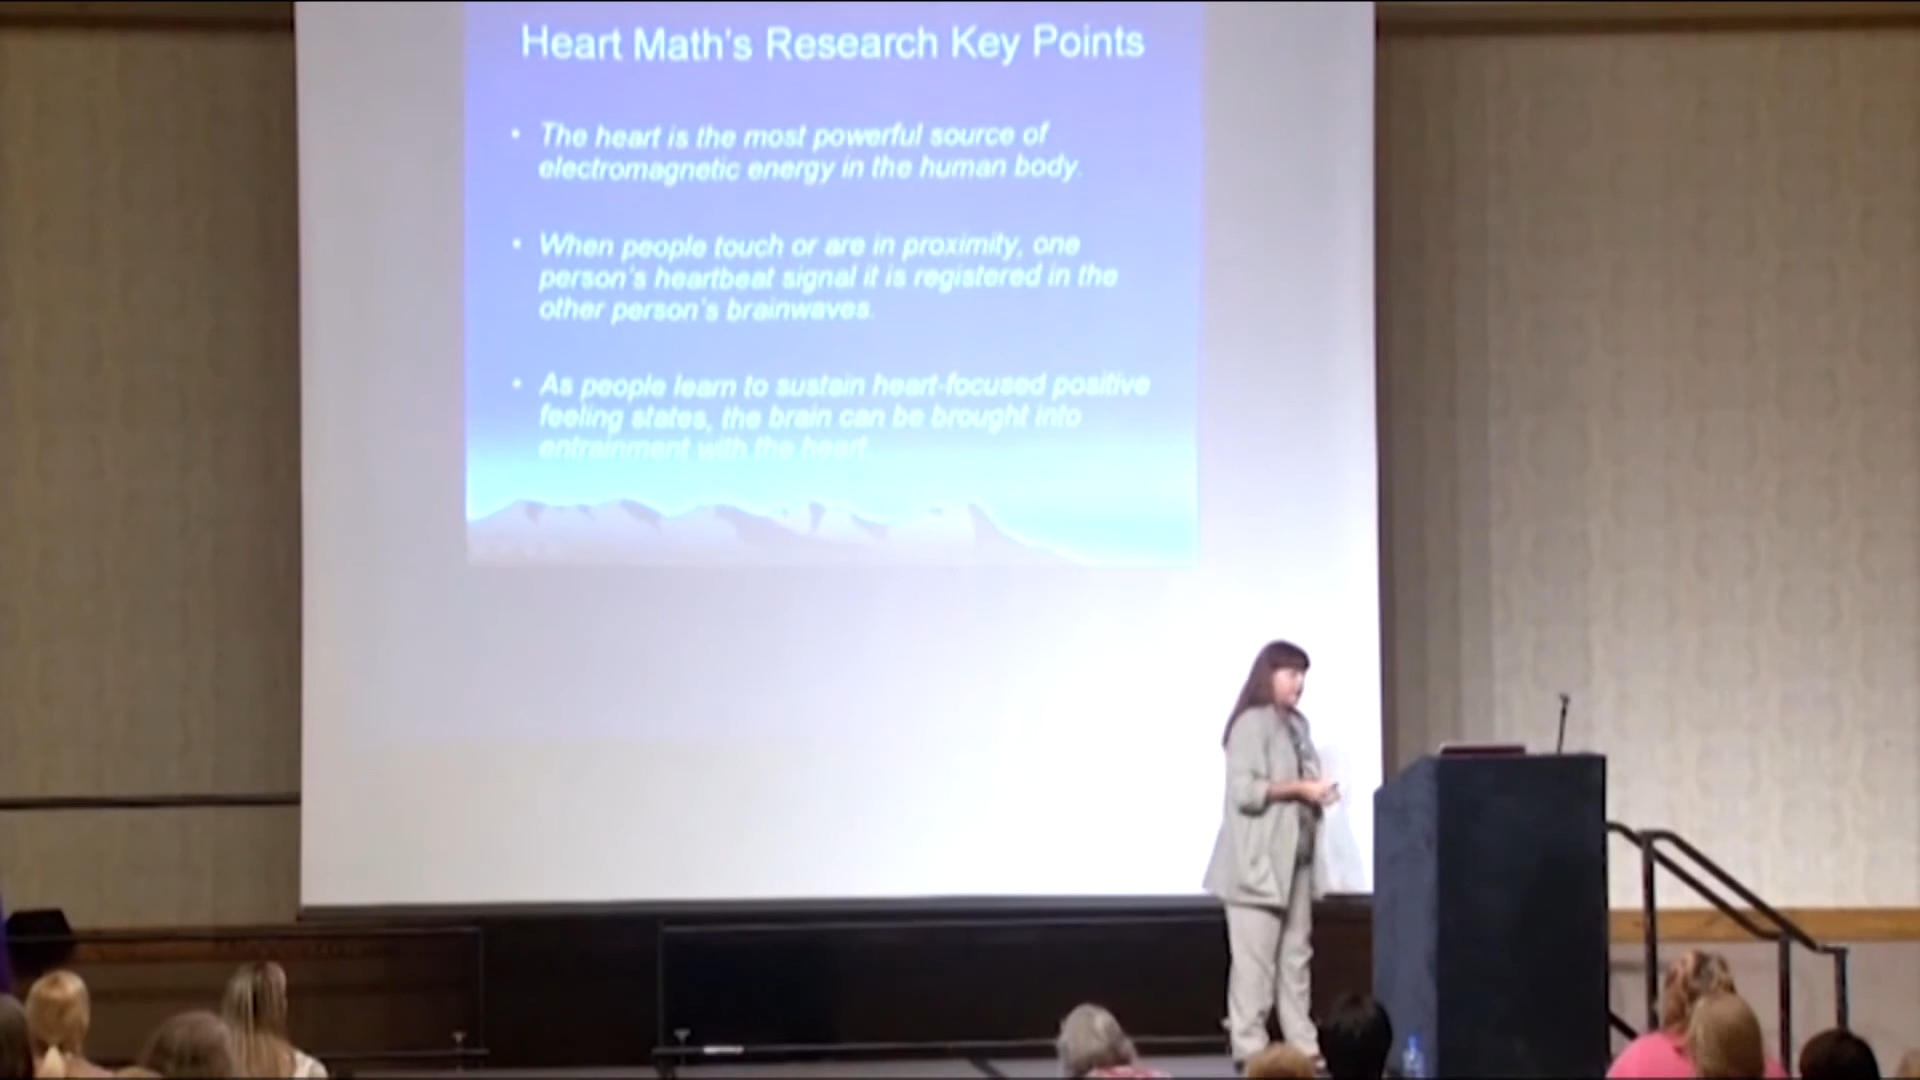 Heart Math's Research Key Points
• The heart is the most powerful source of
electromagnetic energy in the human body.
• When people touch or are in proximity, one
person's heartbeat signal it is registered in the
other person's brainwaves.
• As people learn to sustain heart-focused positive
feeling states, the brain can be brought into
entrainment with the heart.